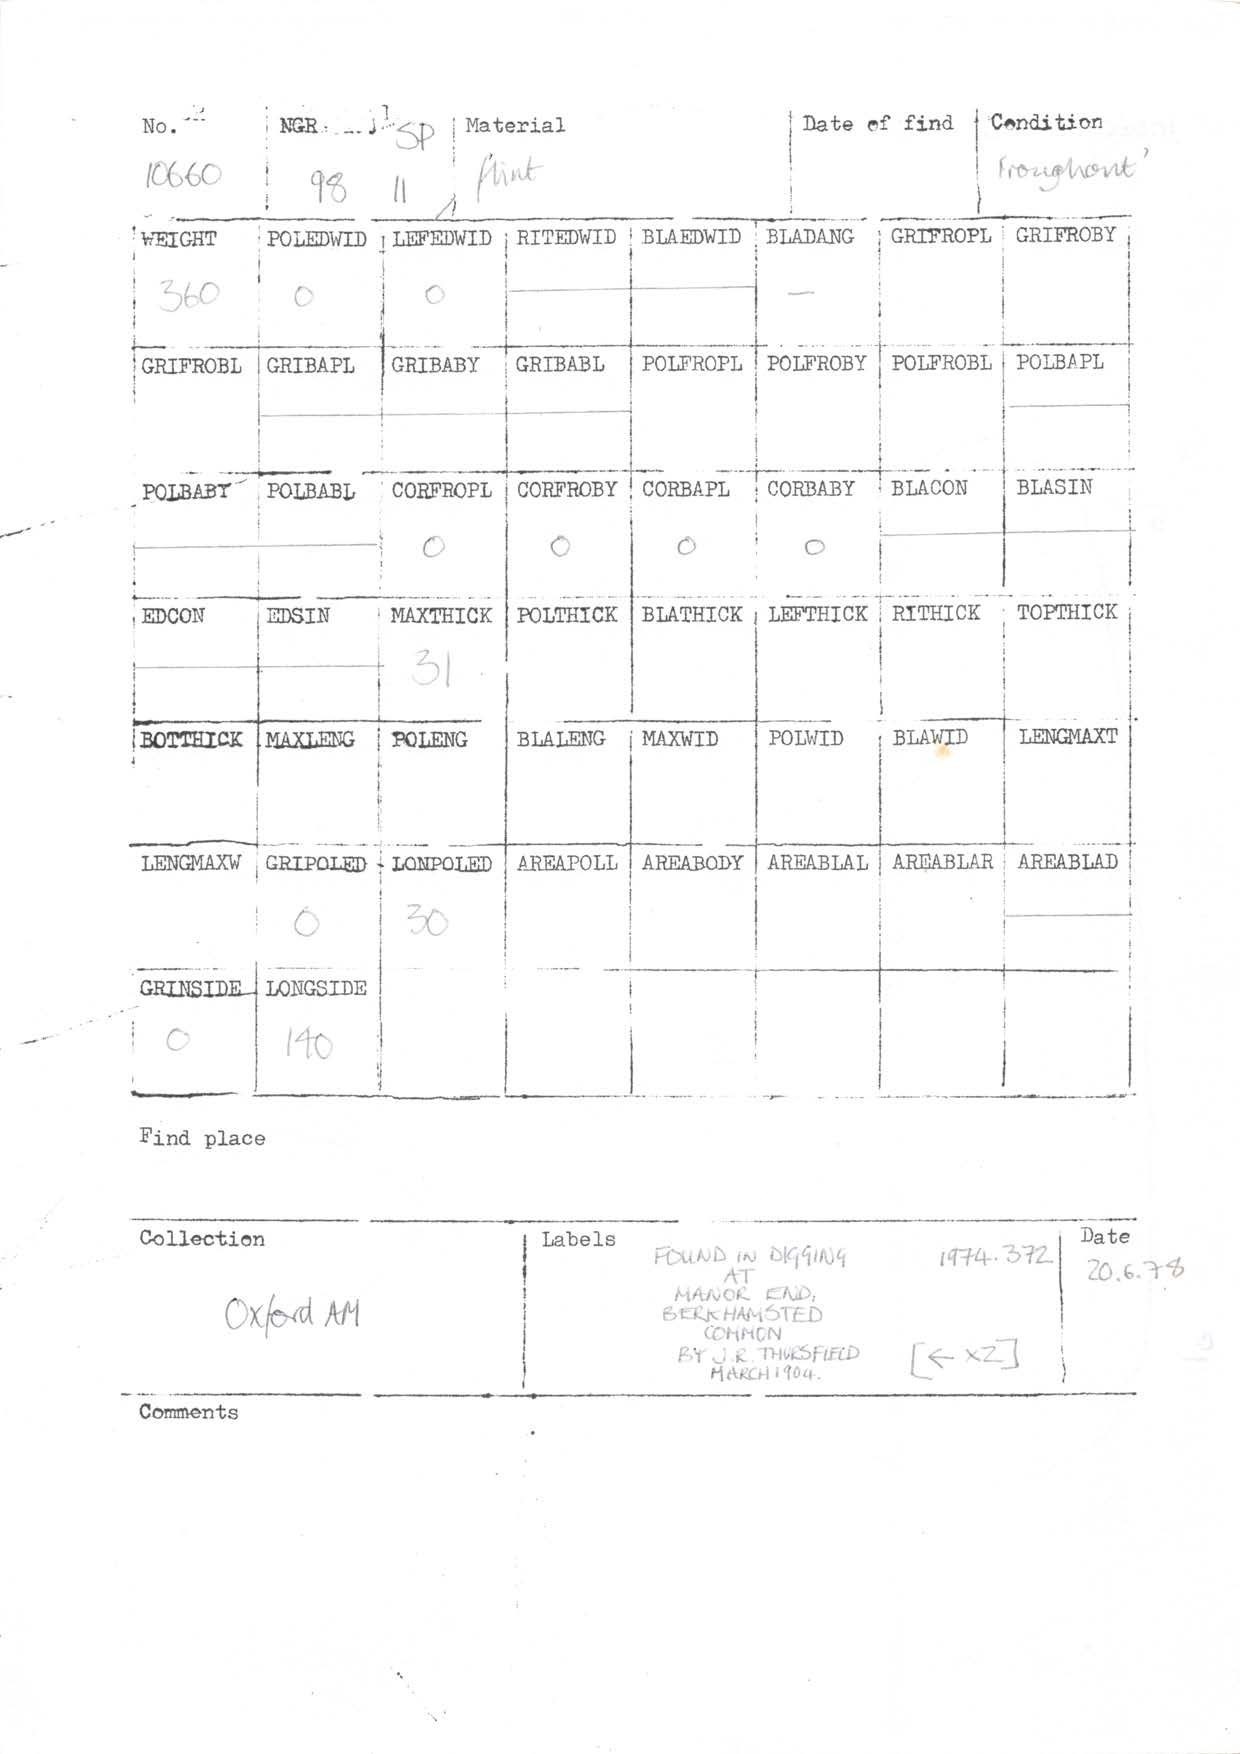 No. NGR SP Material Date of find Condition
10660 98 11 flint 'roughout'
WEIGHT POLEDWID LEFEDWID RITEDWID BLAEDWID BLADANG GRIFROPL GRIFROBY
360 0 0 —
GRIFROBL GRIBAPL GRIBABY GRIBABL POLFROPL POLFROBY POLFROBL POLBAPL
POLBABY POLBABL CORFROPL CORFROBY CORBAPL CORBABY BLACON BLASIN
0 0 0 0
EDCON EDSIN MAXTHICK POLTHICK BLATHICK LEFTHICK RITHICK TOPTHICK
31
BOTTHICK MAXLENG POLENG BLALENG MAXWID POLWID BLAWID LENGMAXT
LENGMAXW GRIPOLED LONPOLED AREAPOLL AREABODY AREABLAL AREABLAR AREABLAD
0 30
GRINSIDE LONGSIDE
0 140
Find place
Collection Labels Date
FOUND IN DIGGING 1974.372 20.6.78
AT
MANOR END,
Oxford AM BERKHAMSTED
COMMON
BY J.R. THURSFIELD [← x2]
MARCH 1904.
Comments